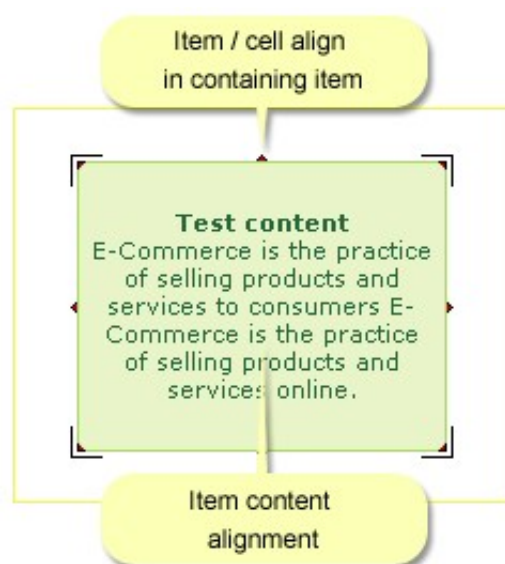 Item / cell align
in containing item
Test content
E-Commerce is the practice
of selling products and
services to consumers E-
Commerce is the practice
of selling products and
services online.
Item content
alignment